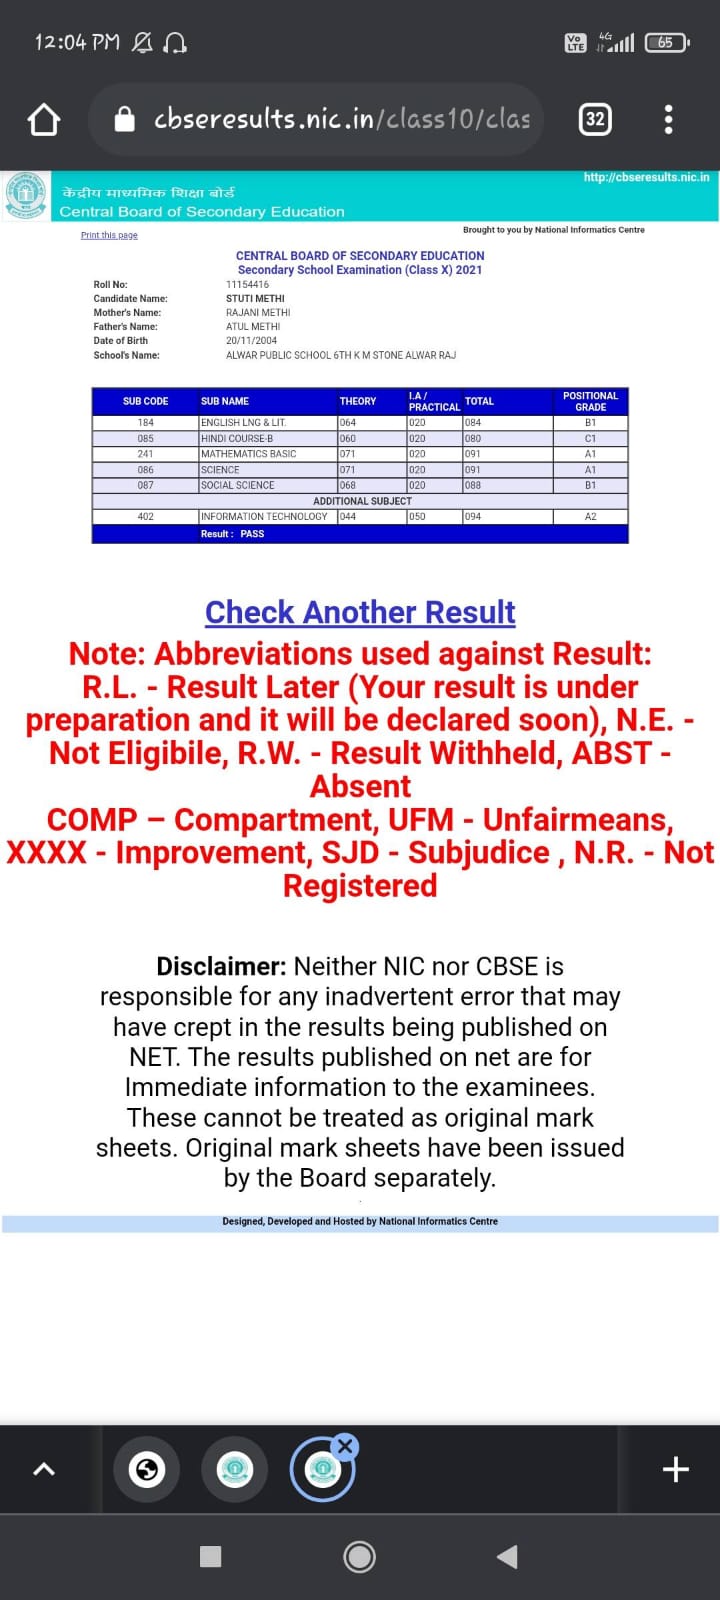 12:04 PM
Vo LTE 4G 65
cbseresults.nic.in/class10/clas
32
http://cbseresults.nic.in
केंद्रीय माध्यमिक शिक्षा बोर्ड
Central Board of Secondary Education
Print this page
Brought to you by National Informatics Centre
CENTRAL BOARD OF SECONDARY EDUCATION
Secondary School Examination (Class X) 2021
Roll No: 11154416
Candidate Name: STUTI METHI
Mother's Name: RAJANI METHI
Father's Name: ATUL METHI
Date of Birth 20/11/2004
School's Name: ALWAR PUBLIC SCHOOL 6TH K M STONE ALWAR RAJ
SUB CODE SUB NAME THEORY I.A / PRACTICAL TOTAL POSITIONAL GRADE
184 ENGLISH LNG & LIT. 064 020 084 B1
085 HINDI COURSE-B 060 020 080 C1
241 MATHEMATICS BASIC 071 020 091 A1
086 SCIENCE 071 020 091 A1
087 SOCIAL SCIENCE 068 020 088 B1
ADDITIONAL SUBJECT
402 INFORMATION TECHNOLOGY 044 050 094 A2
Result : PASS
Check Another Result
Note: Abbreviations used against Result:
R.L. - Result Later (Your result is under
preparation and it will be declared soon), N.E. -
Not Eligibile, R.W. - Result Withheld, ABST -
Absent
COMP – Compartment, UFM - Unfairmeans,
XXXX - Improvement, SJD - Subjudice , N.R. - Not
Registered
Disclaimer: Neither NIC nor CBSE is
responsible for any inadvertent error that may
have crept in the results being published on
NET. The results published on net are for
Immediate information to the examinees.
These cannot be treated as original mark
sheets. Original mark sheets have been issued
by the Board separately.
.
Designed, Developed and Hosted by National Informatics Centre